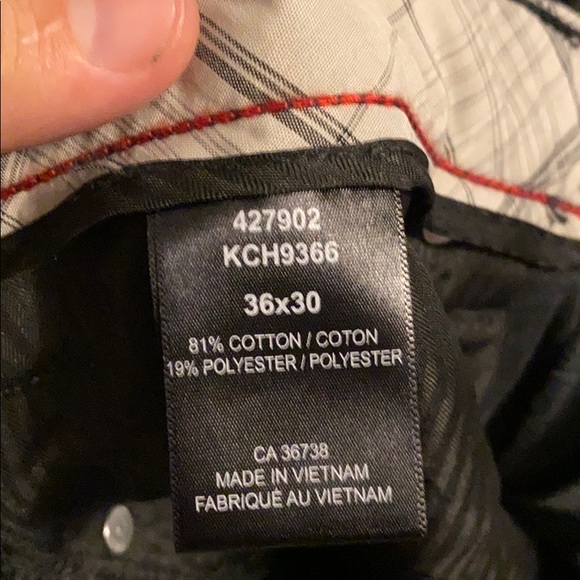 427902
KCH9366
36x30
81% COTTON / COTON
19% POLYESTER / POLYESTER
CA 36738
MADE IN VIETNAM
FABRIQUÉ AU VIETNAM